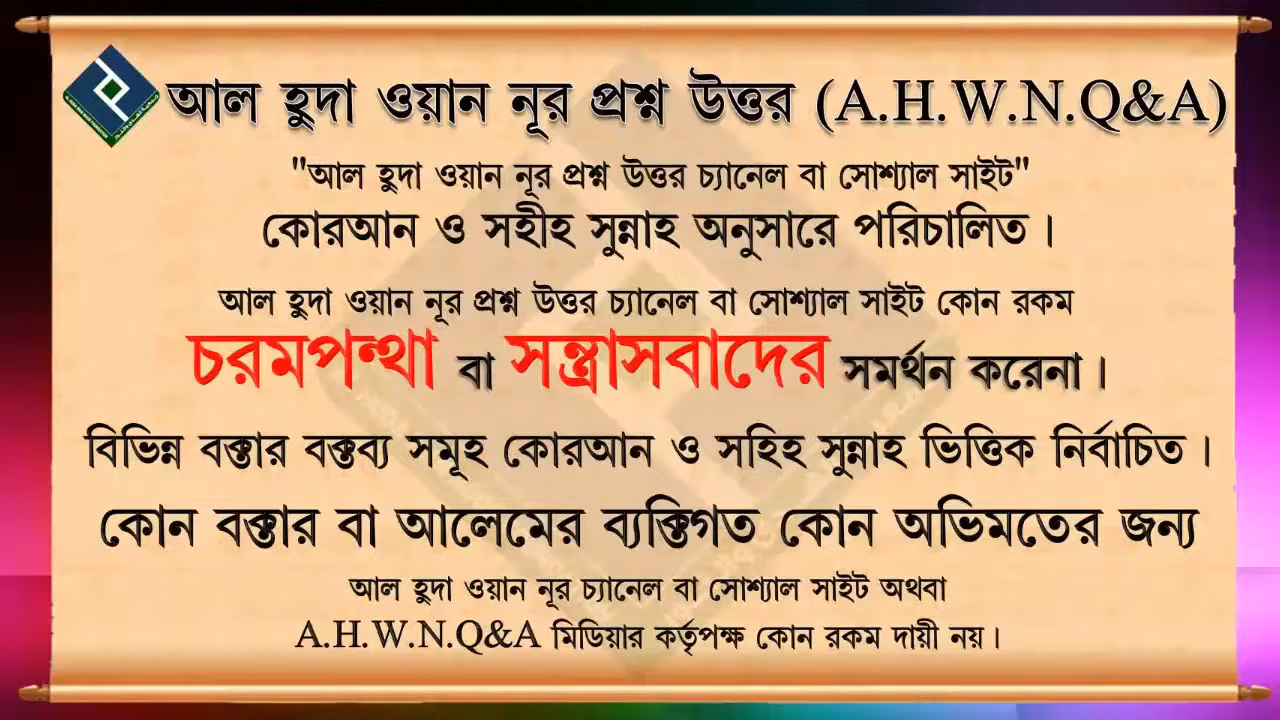 আল হুদা ওয়ান নূর প্রশ্ন উত্তর (A.H.W.N.Q&A)
"আল হুদা ওয়ান নূর প্রশ্ন উত্তর চ্যানেল বা সোশ্যাল সাইট"
কোরআন ও সহীহ সুন্নাহ অনুসারে পরিচালিত।
আল হুদা ওয়ান নূর প্রশ্ন উত্তর চ্যানেল বা সোশ্যাল সাইট কোন রকম
চরমপন্থা বা সন্ত্রাসবাদের সমর্থন করেনা।
বিভিন্ন বক্তার বক্তব্য সমূহ কোরআন ও সহিহ সুন্নাহ ভিত্তিক নির্বাচিত।
কোন বক্তার বা আলেমের ব্যক্তিগত কোন অভিমতের জন্য
আল হুদা ওয়ান নূর চ্যানেল বা সোশ্যাল সাইট অথবা
A.H.W.N.Q&A মিডিয়ার কর্তৃপক্ষ কোন রকম দায়ী নয়।